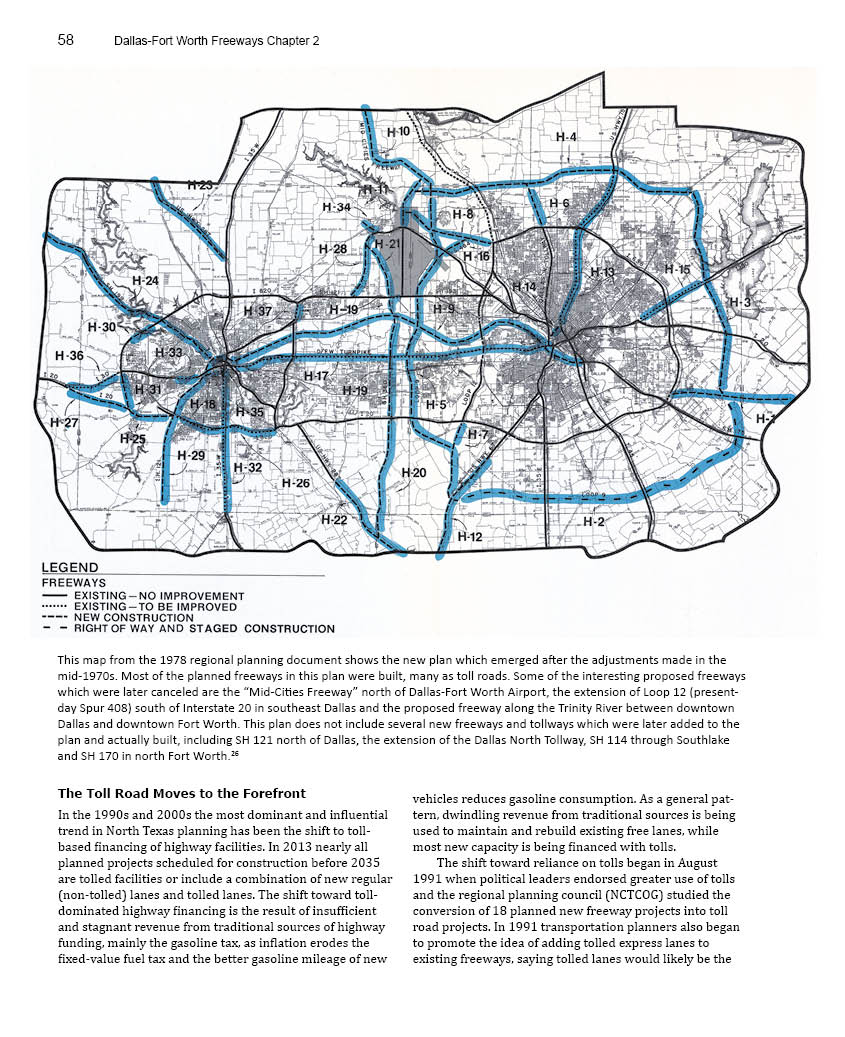 58 Dallas-Fort Worth Freeways Chapter 2
H-10
H-4
H-23
H-11
H-34
H-6
H-8
H-28
H-21
H-16
H-24
H-13
H-15
H-14
H-3
H-37
H-19
H-9
H-30
H-33
H-36
D/FW TURNPIKE
H-17
H-19
H-31
H-18
H-35
H-5
H-27
H-25
H-7
H-1
H-29
H-32
H-20
H-26
H-22
H-2
H-12
LOOP 9
I 35W
I 820
I 20
LEGEND
FREEWAYS
EXISTING—NO IMPROVEMENT
EXISTING—TO BE IMPROVED
NEW CONSTRUCTION
RIGHT OF WAY AND STAGED CONSTRUCTION
This map from the 1978 regional planning document shows the new plan which emerged after the adjustments made in the
mid-1970s. Most of the planned freeways in this plan were built, many as toll roads. Some of the interesting proposed freeways
which were later canceled are the “Mid-Cities Freeway” north of Dallas-Fort Worth Airport, the extension of Loop 12 (present-
day Spur 408) south of Interstate 20 in southeast Dallas and the proposed freeway along the Trinity River between downtown
Dallas and downtown Fort Worth. This plan does not include several new freeways and tollways which were later added to the
plan and actually built, including SH 121 north of Dallas, the extension of the Dallas North Tollway, SH 114 through Southlake
and SH 170 in north Fort Worth.26
The Toll Road Moves to the Forefront
In the 1990s and 2000s the most dominant and influential
trend in North Texas planning has been the shift to toll-
based financing of highway facilities. In 2013 nearly all
planned projects scheduled for construction before 2035
are tolled facilities or include a combination of new regular
(non-tolled) lanes and tolled lanes. The shift toward toll-
dominated highway financing is the result of insufficient
and stagnant revenue from traditional sources of highway
funding, mainly the gasoline tax, as inflation erodes the
fixed-value fuel tax and the better gasoline mileage of new
vehicles reduces gasoline consumption. As a general pat-
tern, dwindling revenue from traditional sources is being
used to maintain and rebuild existing free lanes, while
most new capacity is being financed with tolls.
The shift toward reliance on tolls began in August
1991 when political leaders endorsed greater use of tolls
and the regional planning council (NCTCOG) studied the
conversion of 18 planned new freeway projects into toll
road projects. In 1991 transportation planners also began
to promote the idea of adding tolled express lanes to
existing freeways, saying tolled lanes would likely be the